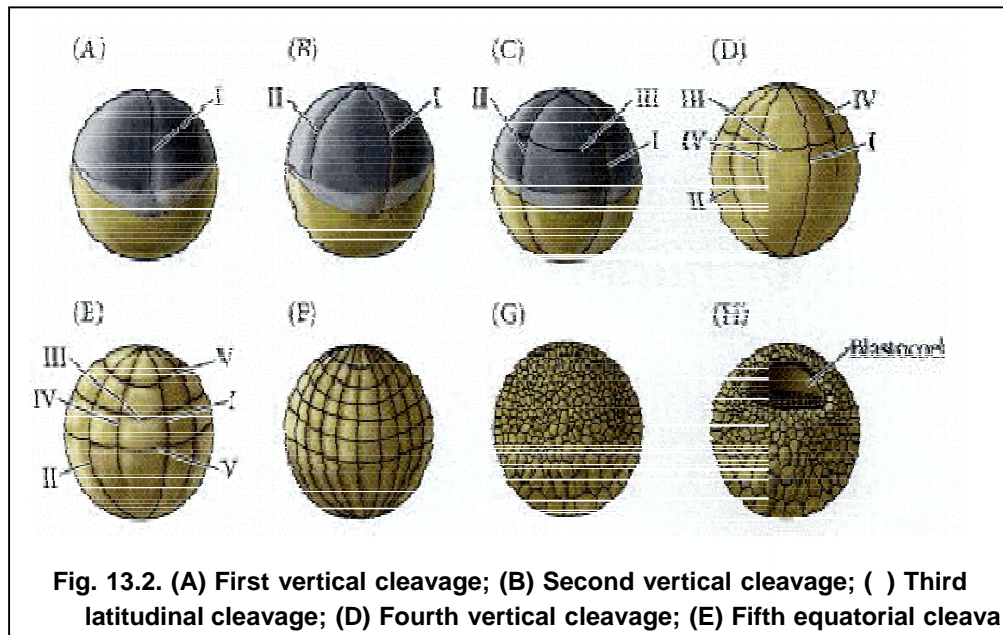 (A) (B) (C) (D)
I
II I
II III I
III IV IV I II
(E) (F) (G) (H)
III V IV I II V
Blastocoel
Fig. 13.2. (A) First vertical cleavage; (B) Second vertical cleavage; ( ) Third
latitudinal cleavage; (D) Fourth vertical cleavage; (E) Fifth equatorial cleava